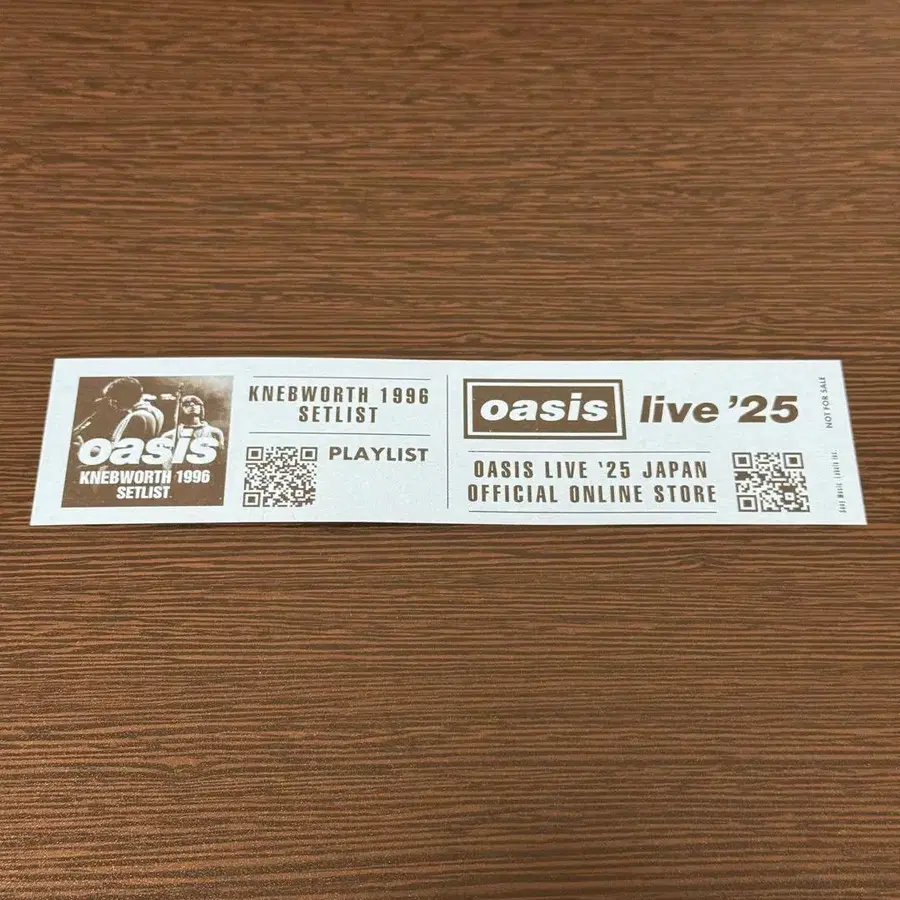 oasis
KNEBWORTH 1996
SETLIST
KNEBWORTH 1996
SETLIST
PLAYLIST
oasis live '25
OASIS LIVE '25 JAPAN
OFFICIAL ONLINE STORE
NOT FOR SALE